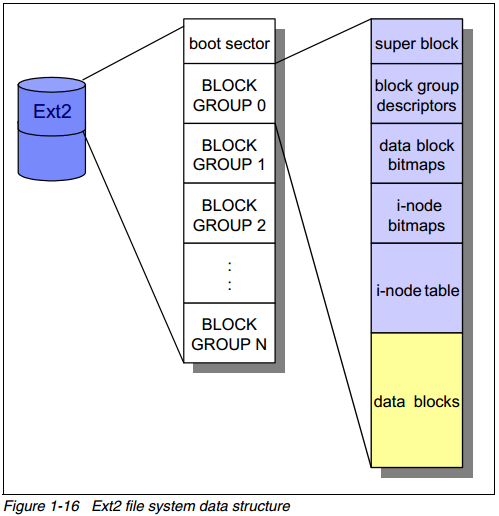 Ext2
boot sector
BLOCK
GROUP 0
BLOCK
GROUP 1
BLOCK
GROUP 2
:
:
BLOCK
GROUP N
super block
block group
descriptors
data block
bitmaps
i-node
bitmaps
i-node table
data blocks
Figure 1-16 Ext2 file system data structure